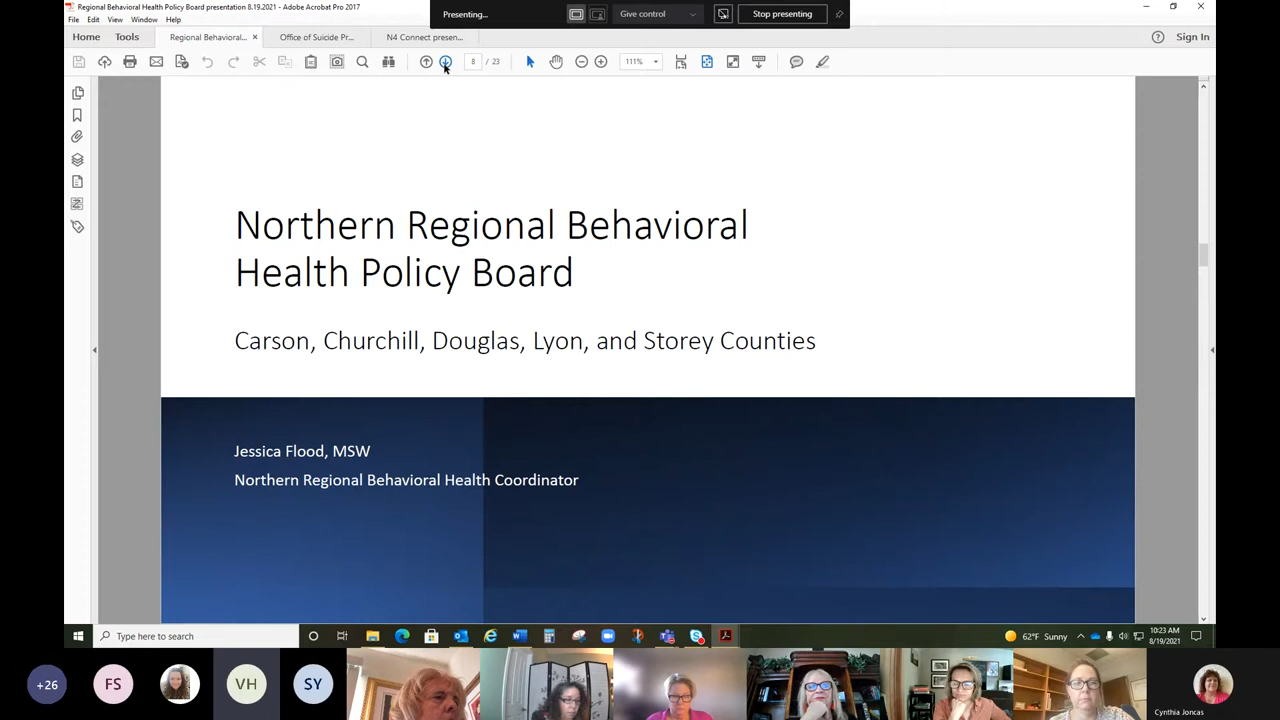 Regional Behavioral Health Policy Board presentation 8.19.2021 - Adobe Acrobat Pro 2017
Presenting...
Give control
Stop presenting
File Edit View Window Help
Home Tools
Regional Behavioral... ×
Office of Suicide Pr...
N4 Connect presen...
Sign In
8 / 23
111%
Northern Regional Behavioral
Health Policy Board
Carson, Churchill, Douglas, Lyon, and Storey Counties
Jessica Flood, MSW
Northern Regional Behavioral Health Coordinator
Type here to search
62°F Sunny
10:23 AM
8/19/2021
+26
FS
VH
SY
Cynthia Joncas